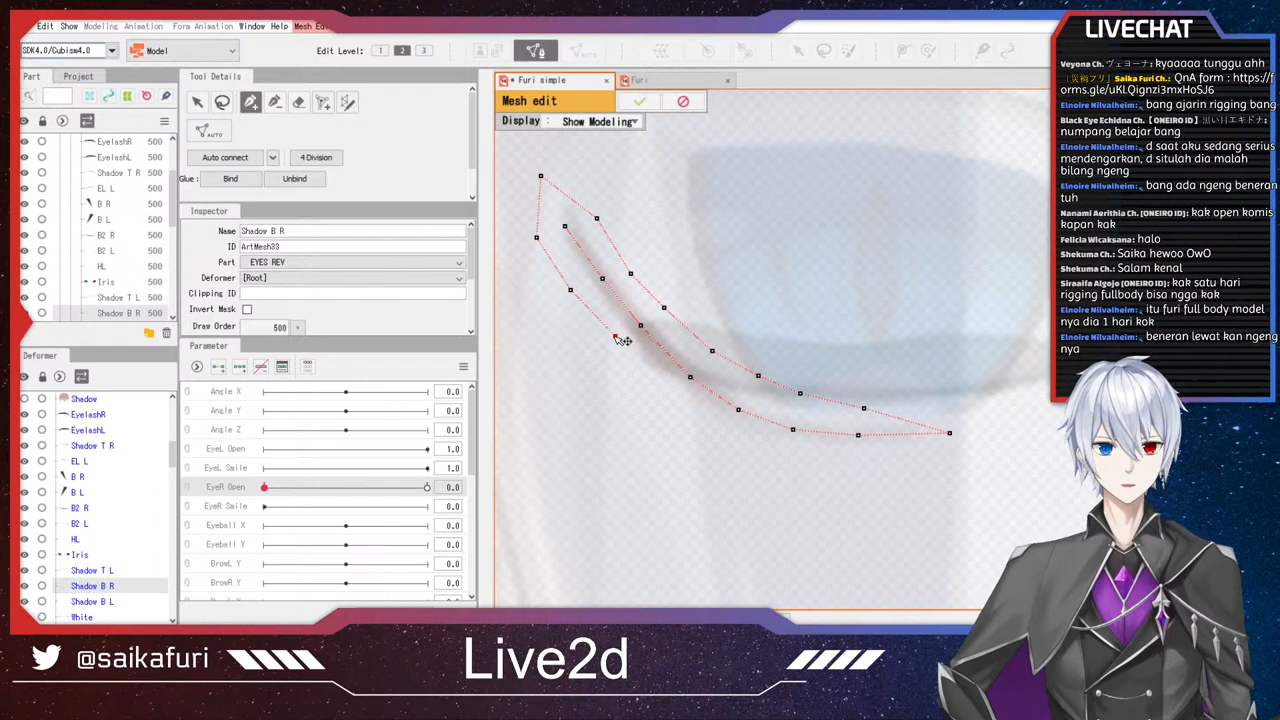 Edit Show Modeling Animation Form Animation Window Help Mesh Ed
SDK4.0/Cubism4.0
Model
Edit Level: 1 2 3
AUTO
Part Project
EyelashR 500
EyelashL 500
Shadow T R 500
EL L 500
B R 500
B L 500
B2 R 500
B2 L 500
HL 500
Iris 500
Shadow T L 500
Shadow B R 500
Deformer
Shadow
EyelashR
EyelashL
Shadow T R
EL L
B R
B L
B2 R
B2 L
HL
Iris
Shadow T L
Shadow B R
Shadow B L
White
Tool Details
AUTO
Auto connect 4 Division
Glue : Bind Unbind
Inspector
Name Shadow B R
ID ArtMesh33
Part EYES REV
Deformer [Root]
Clipping ID
Invert Mask
Draw Order 500
Parameter
Angle X 0.0
Angle Y 0.0
Angle Z 0.0
EyeL Open 1.0
EyeL Smile 1.0
EyeR Open 0.0
EyeR Smile 0.0
Eyeball X 0.0
Eyeball Y 0.0
BrowL Y 0.0
BrowR Y 0.0
* Furi simple
Furi
Mesh edit
Display : Show Modeling
LIVECHAT
Veyona Ch. ヴェヨーナ: kyaaaaa tunggu ahh
Saika Furi Ch.: QnA form : https://f
orms.gle/uKLQignzi3mxHoSJ6
Elnoire Nilvalheim: bang ajarin rigging bang
Black Eye Echidna Ch.【ONEIRO ID】黒い目エキドナ:
numpang belajar bang
Elnoire Nilvalheim: d saat aku sedang serius
mendengarkan, d situlah dia malah
bilang ngeng
Elnoire Nilvalheim: bang ada ngeng beneran
tuh
Nanami Aerithia Ch. [ONEIRO ID]: kak open komis
kapan kak
Felicia Wicaksana: halo
Shekuma Ch.: Saika hewoo OwO
Shekuma Ch.: Salam kenal
Siraaifa Algojo [ONEIRO ID]: kak satu hari
rigging fullbody bisa ngga kak
Elnoire Nilvalheim: itu furi full body model
nya dia 1 hari kok
Elnoire Nilvalheim: beneran lewat kan ngeng
nya
@saikafuri
Live2d